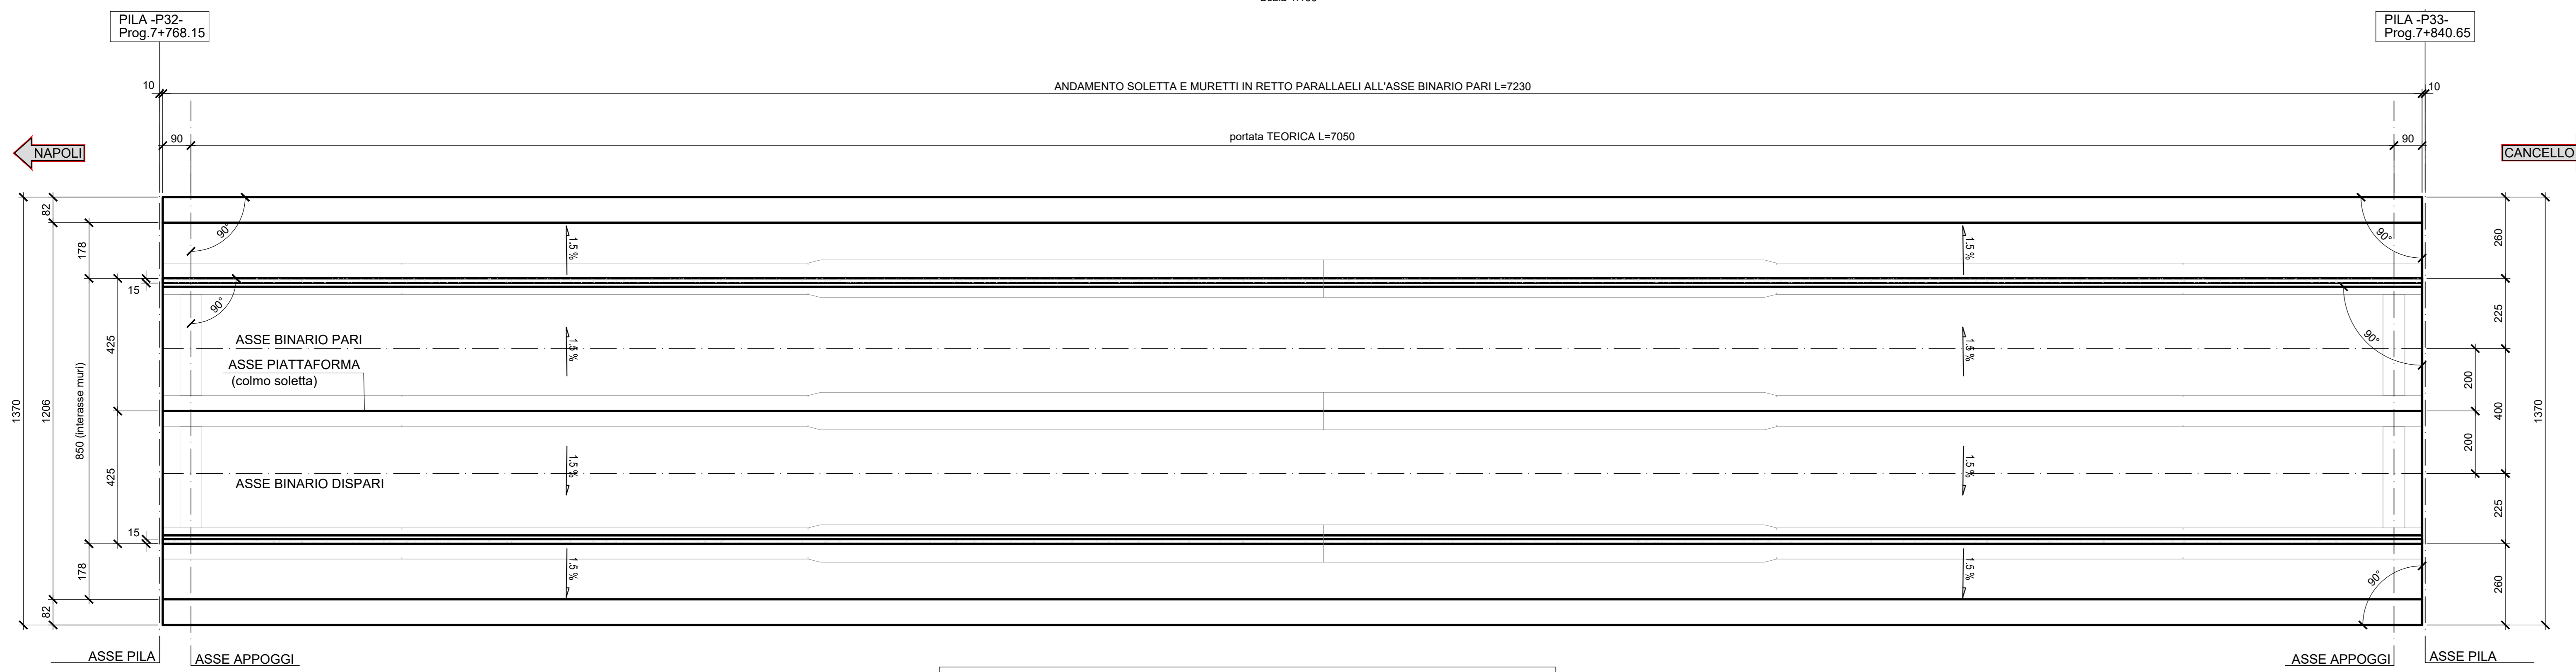 PILA -P32-
Prog.7+768.15
PILA -P33-
Prog.7+840.65
10
ANDAMENTO SOLETTA E MURETTI IN RETTO PARALLAELI ALL'ASSE BINARIO PARI L=7230
10
90
portata TEORICA L=7050
90
NAPOLI
CANCELLO
82
178
15
425
850 (interasse muri)
1206
1370
425
15
178
82
90°
90°
1.5 %
1.5 %
90°
90°
260
225
ASSE BINARIO PARI
1.5 %
1.5 %
ASSE PIATTAFORMA
(colmo soletta)
200
400
1370
200
1.5 %
1.5 %
ASSE BINARIO DISPARI
225
1.5 %
1.5 %
90°
260
ASSE PILA
ASSE APPOGGI
ASSE APPOGGI
ASSE PILA